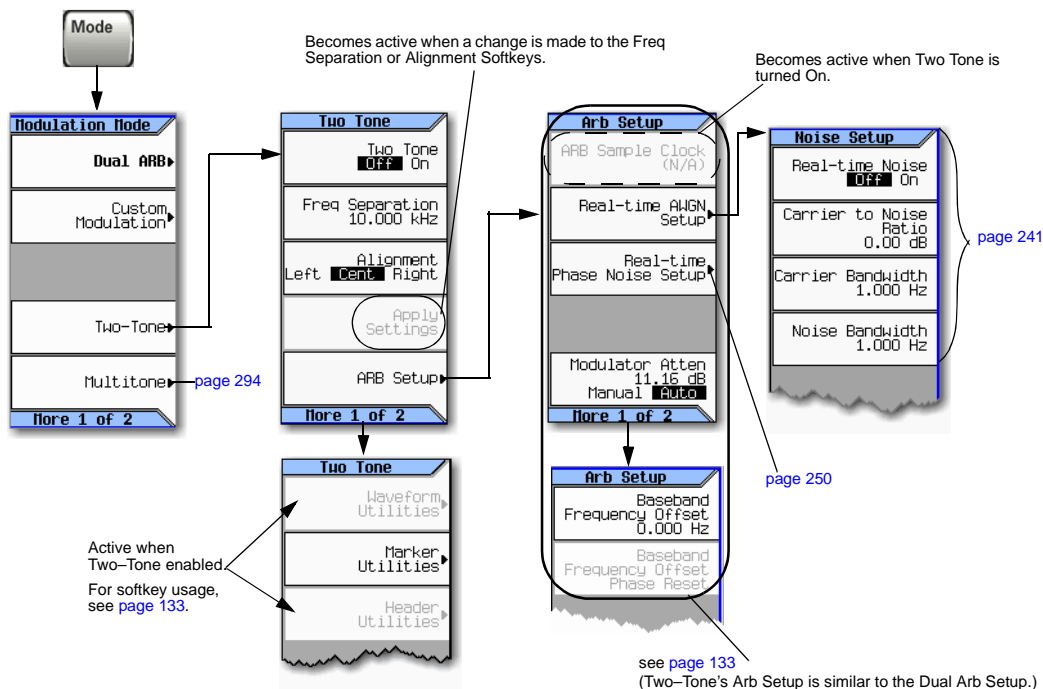 Mode
Becomes active when a change is made to the Freq
Separation or Alignment Softkeys.
Becomes active when Two Tone is
turned On.
Modulation Mode
Dual ARB
Custom
Modulation
Two-Tone
Multitone
page 294
More 1 of 2
Two Tone
Two Tone
Off On
Freq Separation
10.000 kHz
Alignment
Left Cent Right
Apply
Settings
ARB Setup
More 1 of 2
Arb Setup
ARB Sample Clock
(N/A)
Real-time AWGN
Setup
Real-time
Phase Noise Setup
Modulator Atten
11.16 dB
Manual Auto
More 1 of 2
Noise Setup
Real-time Noise
Off On
Carrier to Noise
Ratio
0.00 dB
Carrier Bandwidth
1.000 Hz
Noise Bandwidth
1.000 Hz
page 241
page 250
Two Tone
Waveform
Utilities
Marker
Utilities
Header
Utilities
Active when
Two–Tone enabled.
For softkey usage,
see page 133.
Arb Setup
Baseband
Frequency Offset
0.000 Hz
Baseband
Frequency Offset
Phase Reset
see page 133
(Two–Tone's Arb Setup is similar to the Dual Arb Setup.)